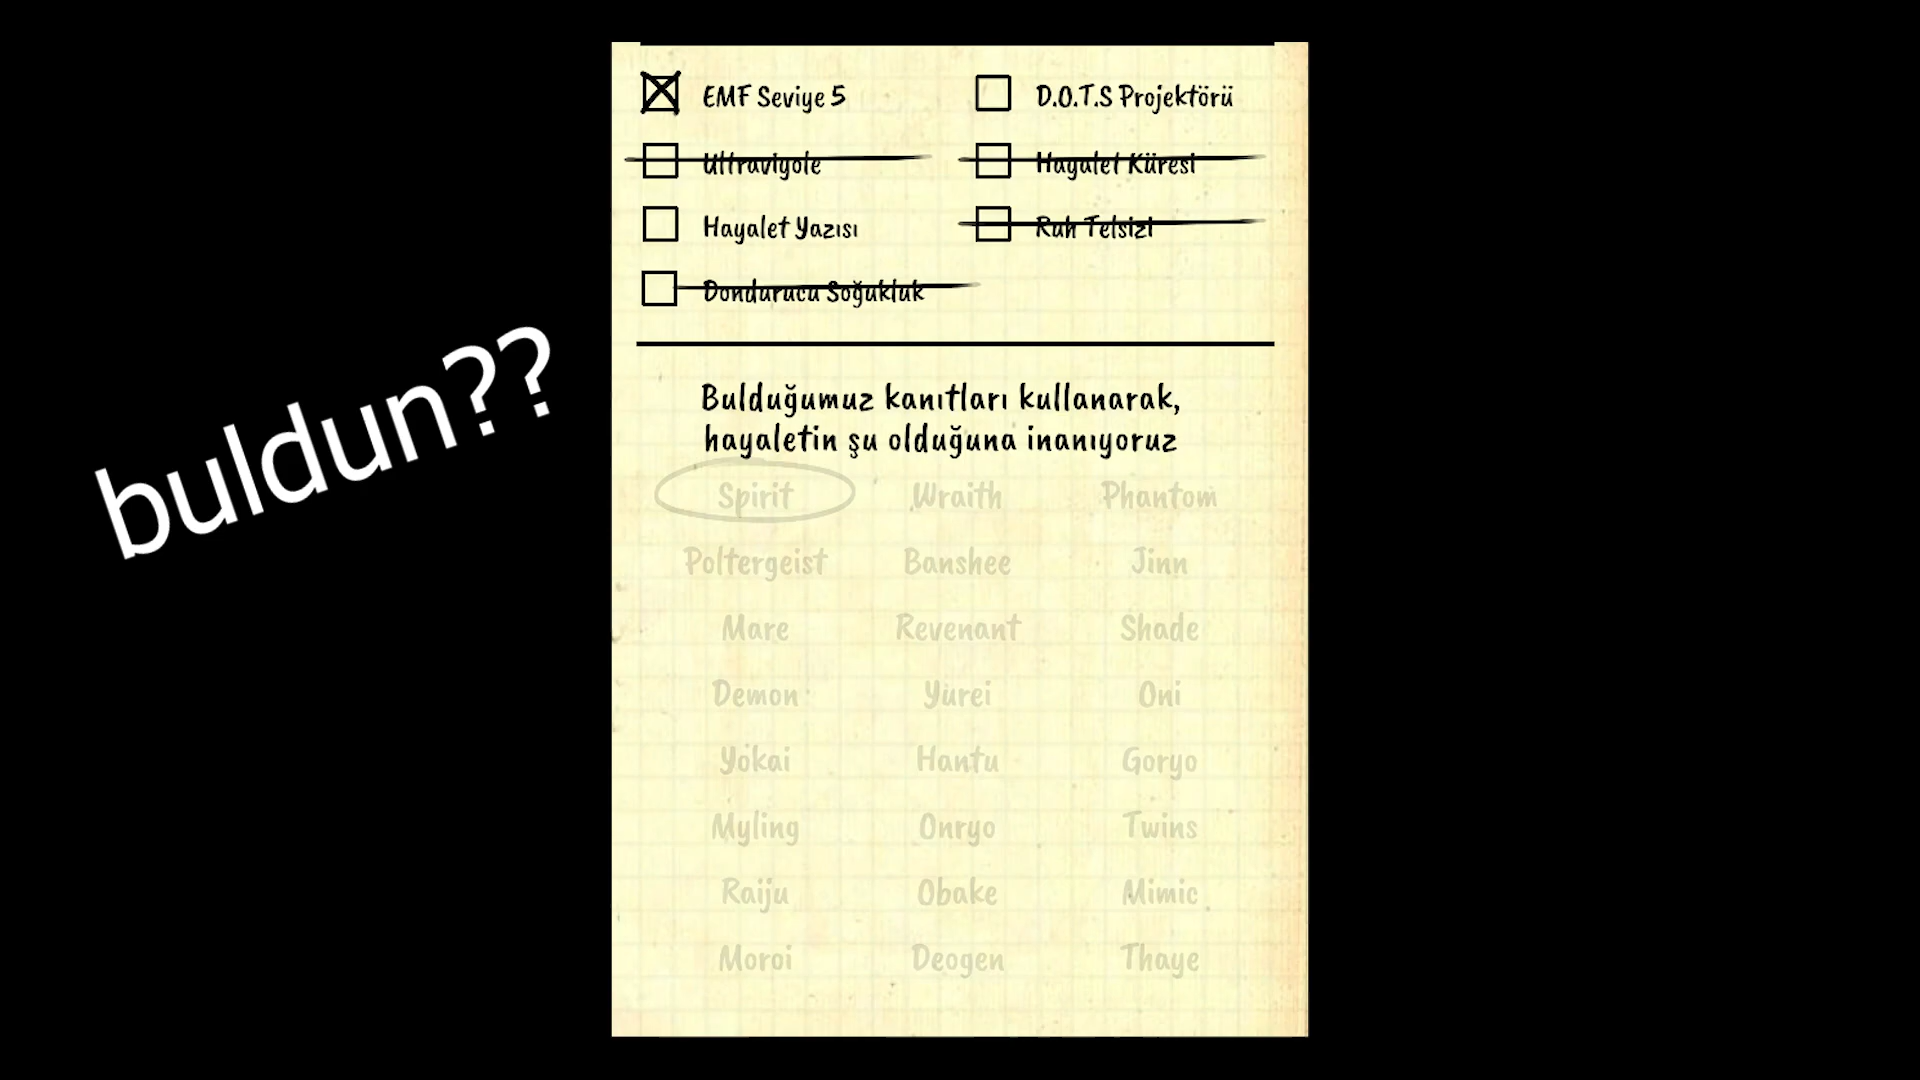 EMF Seviye 5
D.O.T.S Projektörü
Ultraviyole
Hayalet Küresi
Hayalet Yazısı
Ruh Telsizi
Dondurucu Soğukluk
buldun??
Bulduğumuz kanıtları kullanarak,
hayaletin şu olduğuna inanıyoruz
Spirit Wraith Phantom
Poltergeist Banshee Jinn
Mare Revenant Shade
Demon Yurei Oni
Yokai Hantu Goryo
Myling Onryo Twins
Raiju Obake Mimic
Moroi Deogen Thaye